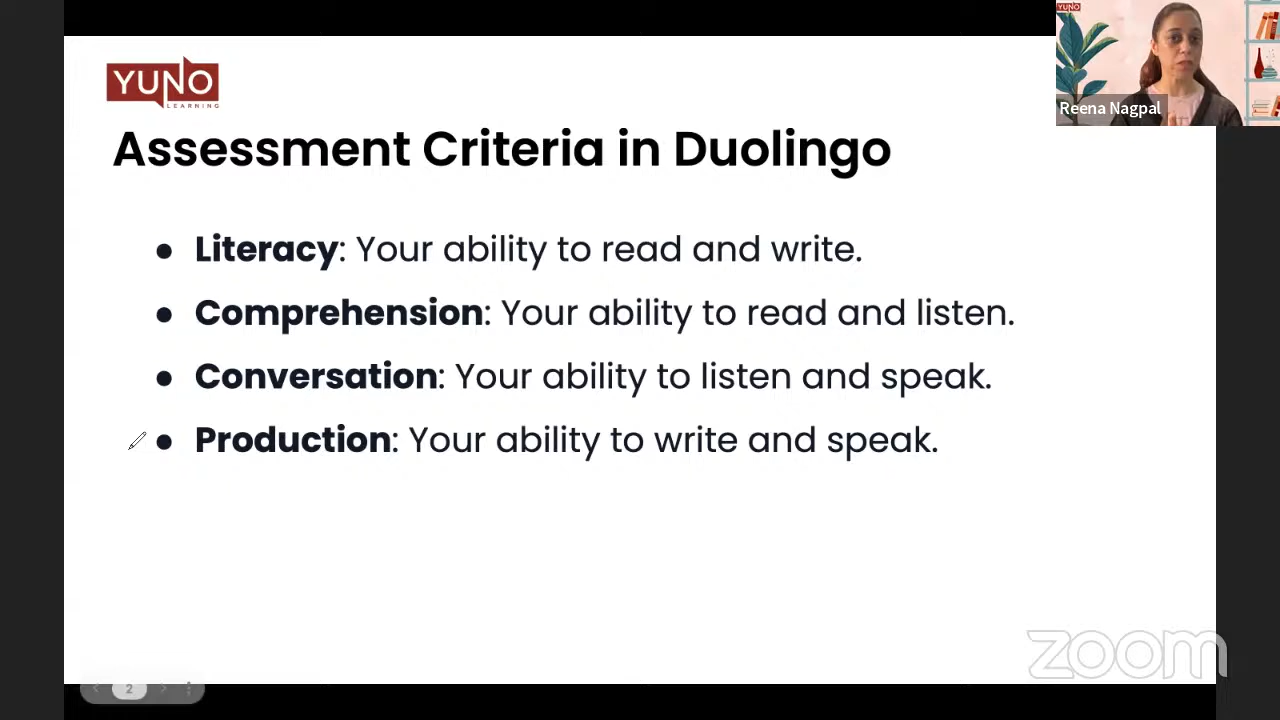 YUNO
YUNO
LEARNING
Reena Nagpal
Assessment Criteria in Duolingo
● Literacy: Your ability to read and write.
● Comprehension: Your ability to read and listen.
● Conversation: Your ability to listen and speak.
● Production: Your ability to write and speak.
zoom
2